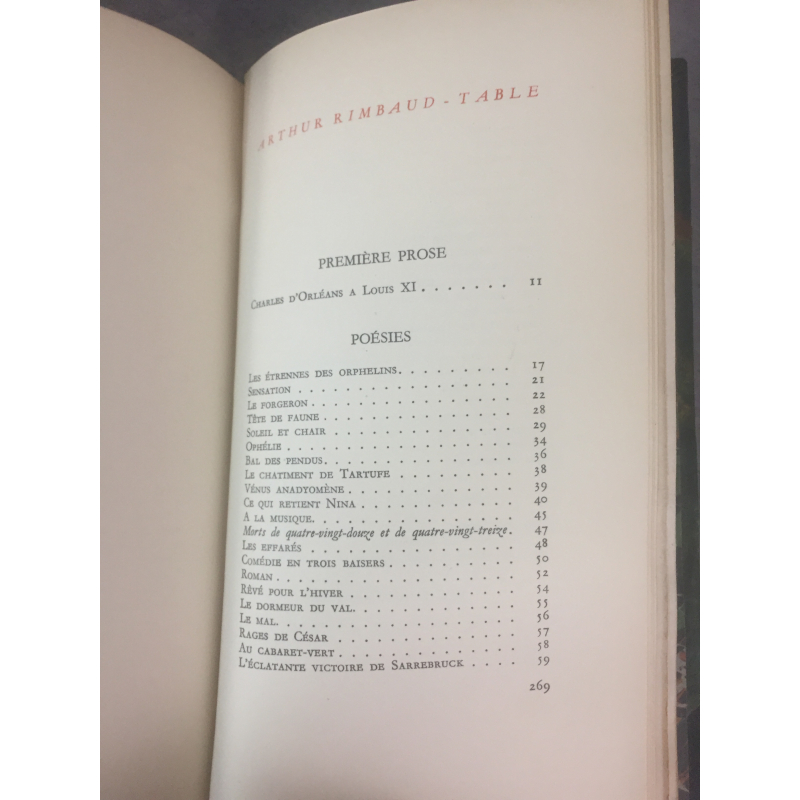 ARTHUR RIMBAUD - TABLE
PREMIÈRE PROSE
CHARLES D'ORLÉANS A LOUIS XI. . . . . . . 11
POÉSIES
LES ÉTRENNES DES ORPHELINS. . . . . . . . . 17
SENSATION . . . . . . . . . . . . . . . . 21
LE FORGERON . . . . . . . . . . . . . . . 22
TÊTE DE FAUNE . . . . . . . . . . . . . . 28
SOLEIL ET CHAIR . . . . . . . . . . . . . 29
OPHÉLIE . . . . . . . . . . . . . . . . . 34
BAL DES PENDUS. . . . . . . . . . . . . . 36
LE CHATIMENT DE TARTUFE . . . . . . . . . 38
VÉNUS ANADYOMÈNE . . . . . . . . . . . . 39
CE QUI RETIENT NINA . . . . . . . . . . . 40
A LA MUSIQUE. . . . . . . . . . . . . . . 45
Morts de quatre-vingt-douze et de quatre-vingt-treize. 47
LES EFFARÉS . . . . . . . . . . . . . . . 48
COMÉDIE EN TROIS BAISERS . . . . . . . . . 50
ROMAN . . . . . . . . . . . . . . . . . . 52
RÊVÉ POUR L'HIVER . . . . . . . . . . . . 54
LE DORMEUR DU VAL. . . . . . . . . . . . 55
LE MAL. . . . . . . . . . . . . . . . . . 56
RAGES DE CÉSAR . . . . . . . . . . . . . 57
AU CABARET-VERT . . . . . . . . . . . . . 58
L'ÉCLATANTE VICTOIRE DE SARREBRUCK . . . . 59
269